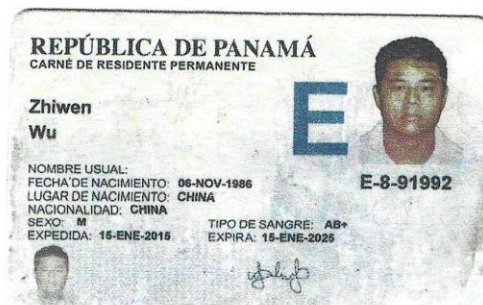 REPÚBLICA DE PANAMÁ
CARNÉ DE RESIDENTE PERMANENTE
Zhiwen
Wu
E
E-8-91992
NOMBRE USUAL:
FECHA DE NACIMIENTO: 06-NOV-1986
LUGAR DE NACIMIENTO: CHINA
NACIONALIDAD: CHINA
SEXO: M TIPO DE SANGRE: AB+
EXPEDIDA: 15-ENE-2015 EXPIRA: 15-ENE-2025